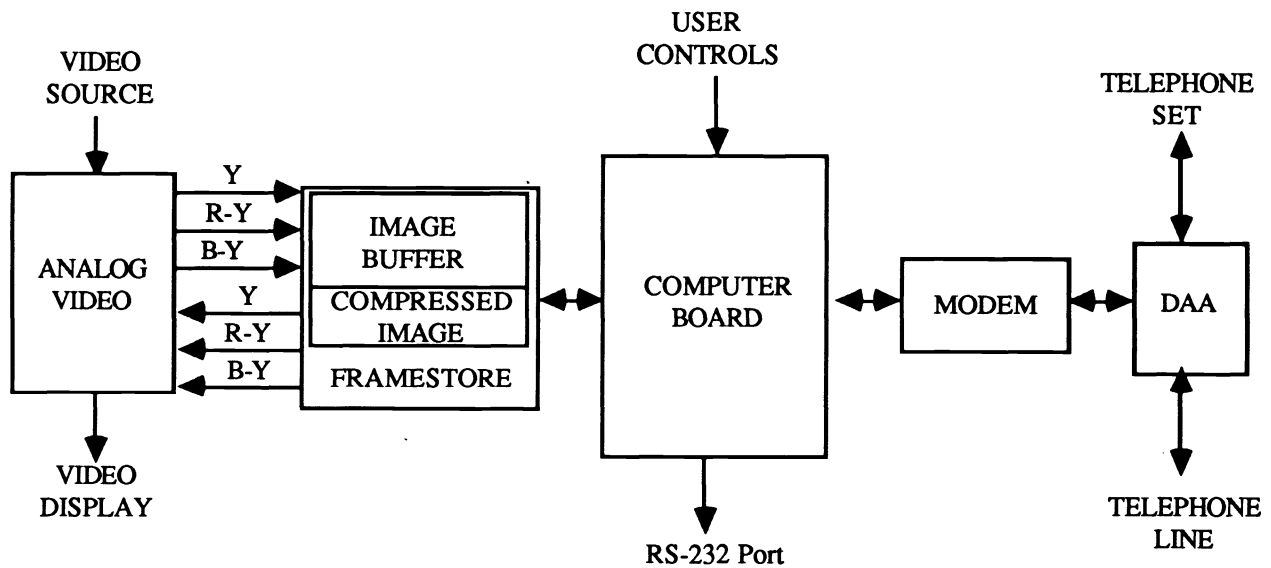 VIDEO
SOURCE
USER
CONTROLS
TELEPHONE
SET
ANALOG
VIDEO
Y
R-Y
B-Y
Y
R-Y
B-Y
IMAGE
BUFFER
COMPRESSED
IMAGE
FRAMESTORE
COMPUTER
BOARD
MODEM
DAA
VIDEO
DISPLAY
RS-232 Port
TELEPHONE
LINE